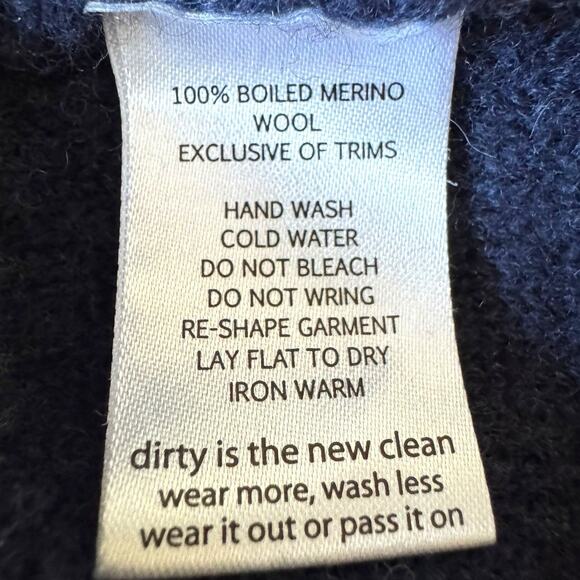 100% BOILED MERINO
WOOL
EXCLUSIVE OF TRIMS
HAND WASH
COLD WATER
DO NOT BLEACH
DO NOT WRING
RE-SHAPE GARMENT
LAY FLAT TO DRY
IRON WARM
dirty is the new clean
wear more, wash less
wear it out or pass it on